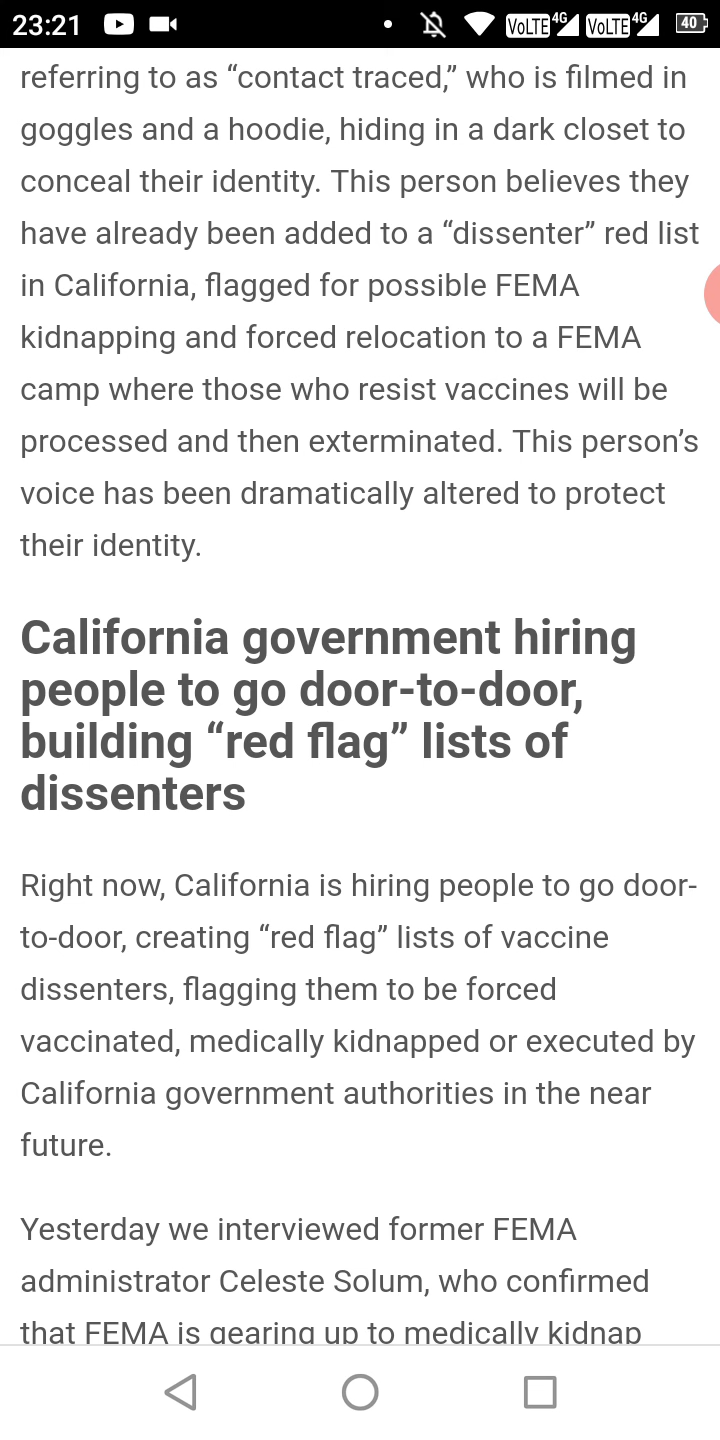 23:21
VoLTE 4G VoLTE 4G 40
referring to as “contact traced,” who is filmed in
goggles and a hoodie, hiding in a dark closet to
conceal their identity. This person believes they
have already been added to a “dissenter” red list
in California, flagged for possible FEMA
kidnapping and forced relocation to a FEMA
camp where those who resist vaccines will be
processed and then exterminated. This person’s
voice has been dramatically altered to protect
their identity.
California government hiring
people to go door-to-door,
building “red flag” lists of
dissenters
Right now, California is hiring people to go door-
to-door, creating “red flag” lists of vaccine
dissenters, flagging them to be forced
vaccinated, medically kidnapped or executed by
California government authorities in the near
future.
Yesterday we interviewed former FEMA
administrator Celeste Solum, who confirmed
that FEMA is gearing up to medically kidnap